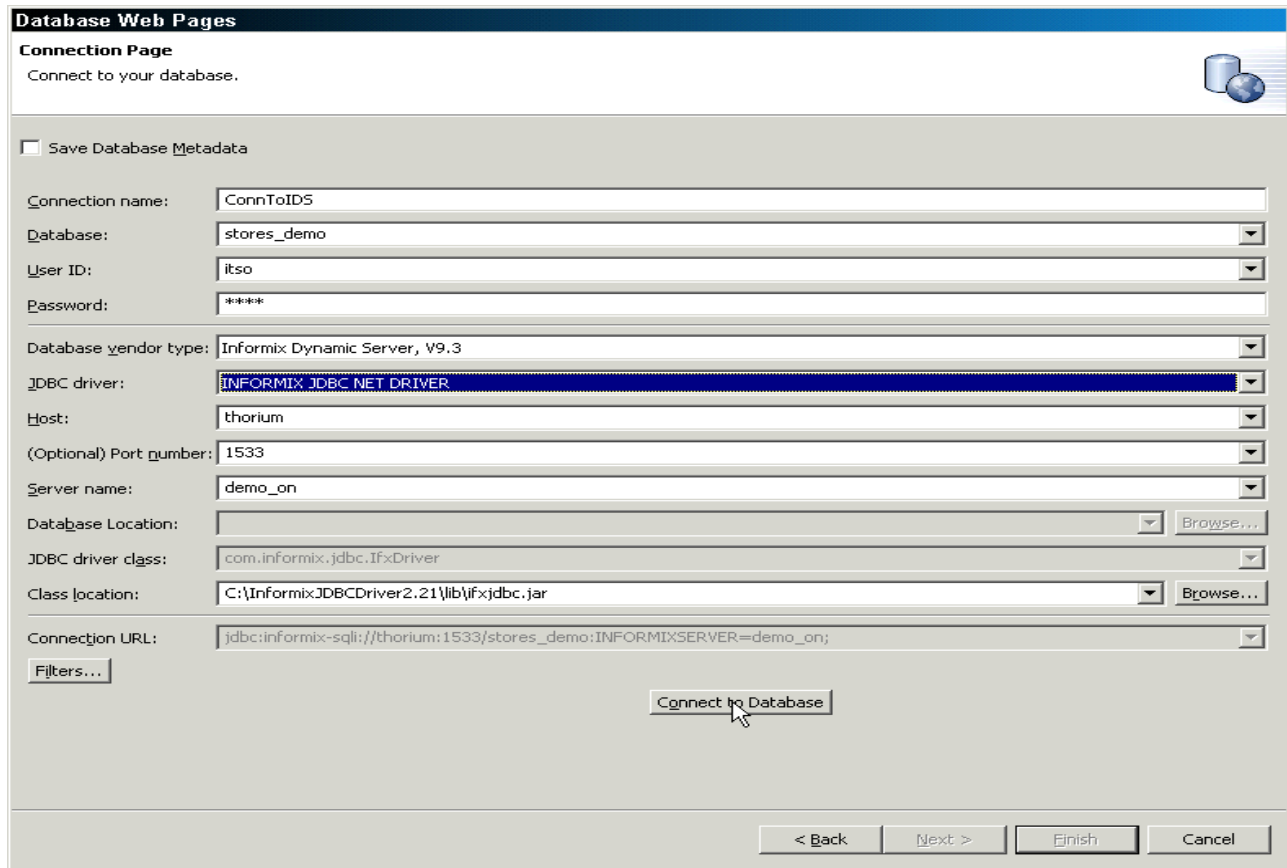 Database Web Pages
Connection Page
Connect to your database.
Save Database Metadata
Connection name: ConnToIDS
Database: stores_demo
User ID: itso
Password: ****
Database vendor type: Informix Dynamic Server, V9.3
JDBC driver: INFORMIX JDBC NET DRIVER
Host: thorium
(Optional) Port number: 1533
Server name: demo_on
Database Location: Browse...
JDBC driver class: com.informix.jdbc.IfxDriver
Class location: C:\InformixJDBCDriver2.21\lib\ifxjdbc.jar Browse...
Connection URL: jdbc:informix-sqli://thorium:1533/stores_demo:INFORMIXSERVER=demo_on;
Filters...
Connect to Database
< Back Next > Finish Cancel